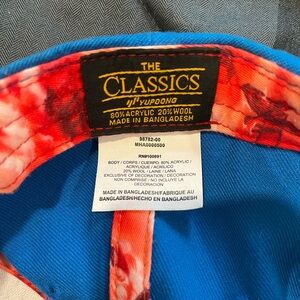 THE
CLASSICS
YUPOONG
80% ACRYLIC 20% WOOL
MADE IN BANGLADESH
98782-00
MHA0000500
RN#100691
BODY / CORPS / CUERPO 80% ACRYLIC /
ACRYLIQUE / ACRILICO
20% WOOL / LAINE / LANA
EXCLUSIVE OF DECORATION / DECORATION
NON COMPRISE / NO INCLUYE LA
DECORACION
MADE IN BANGLADESH/FABRIQUE AU
BANGLADESH/HECHO EN BANGLADESH